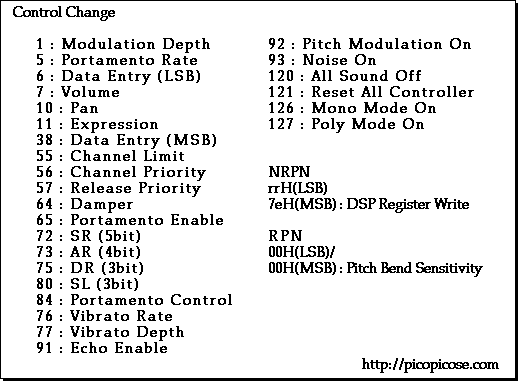 Control Change
1 : Modulation Depth
5 : Portamento Rate
6 : Data Entry (LSB)
7 : Volume
10 : Pan
11 : Expression
38 : Data Entry (MSB)
55 : Channel Limit
56 : Channel Priority
57 : Release Priority
64 : Damper
65 : Portamento Enable
72 : SR (5bit)
73 : AR (4bit)
75 : DR (3bit)
80 : SL (3bit)
84 : Portamento Control
76 : Vibrato Rate
77 : Vibrato Depth
91 : Echo Enable
92 : Pitch Modulation On
93 : Noise On
120 : All Sound Off
121 : Reset All Controller
126 : Mono Mode On
127 : Poly Mode On
NRPN
rrH(LSB)
7eH(MSB) : DSP Register Write
RPN
00H(LSB)/
00H(MSB) : Pitch Bend Sensitivity
http://picopicose.com